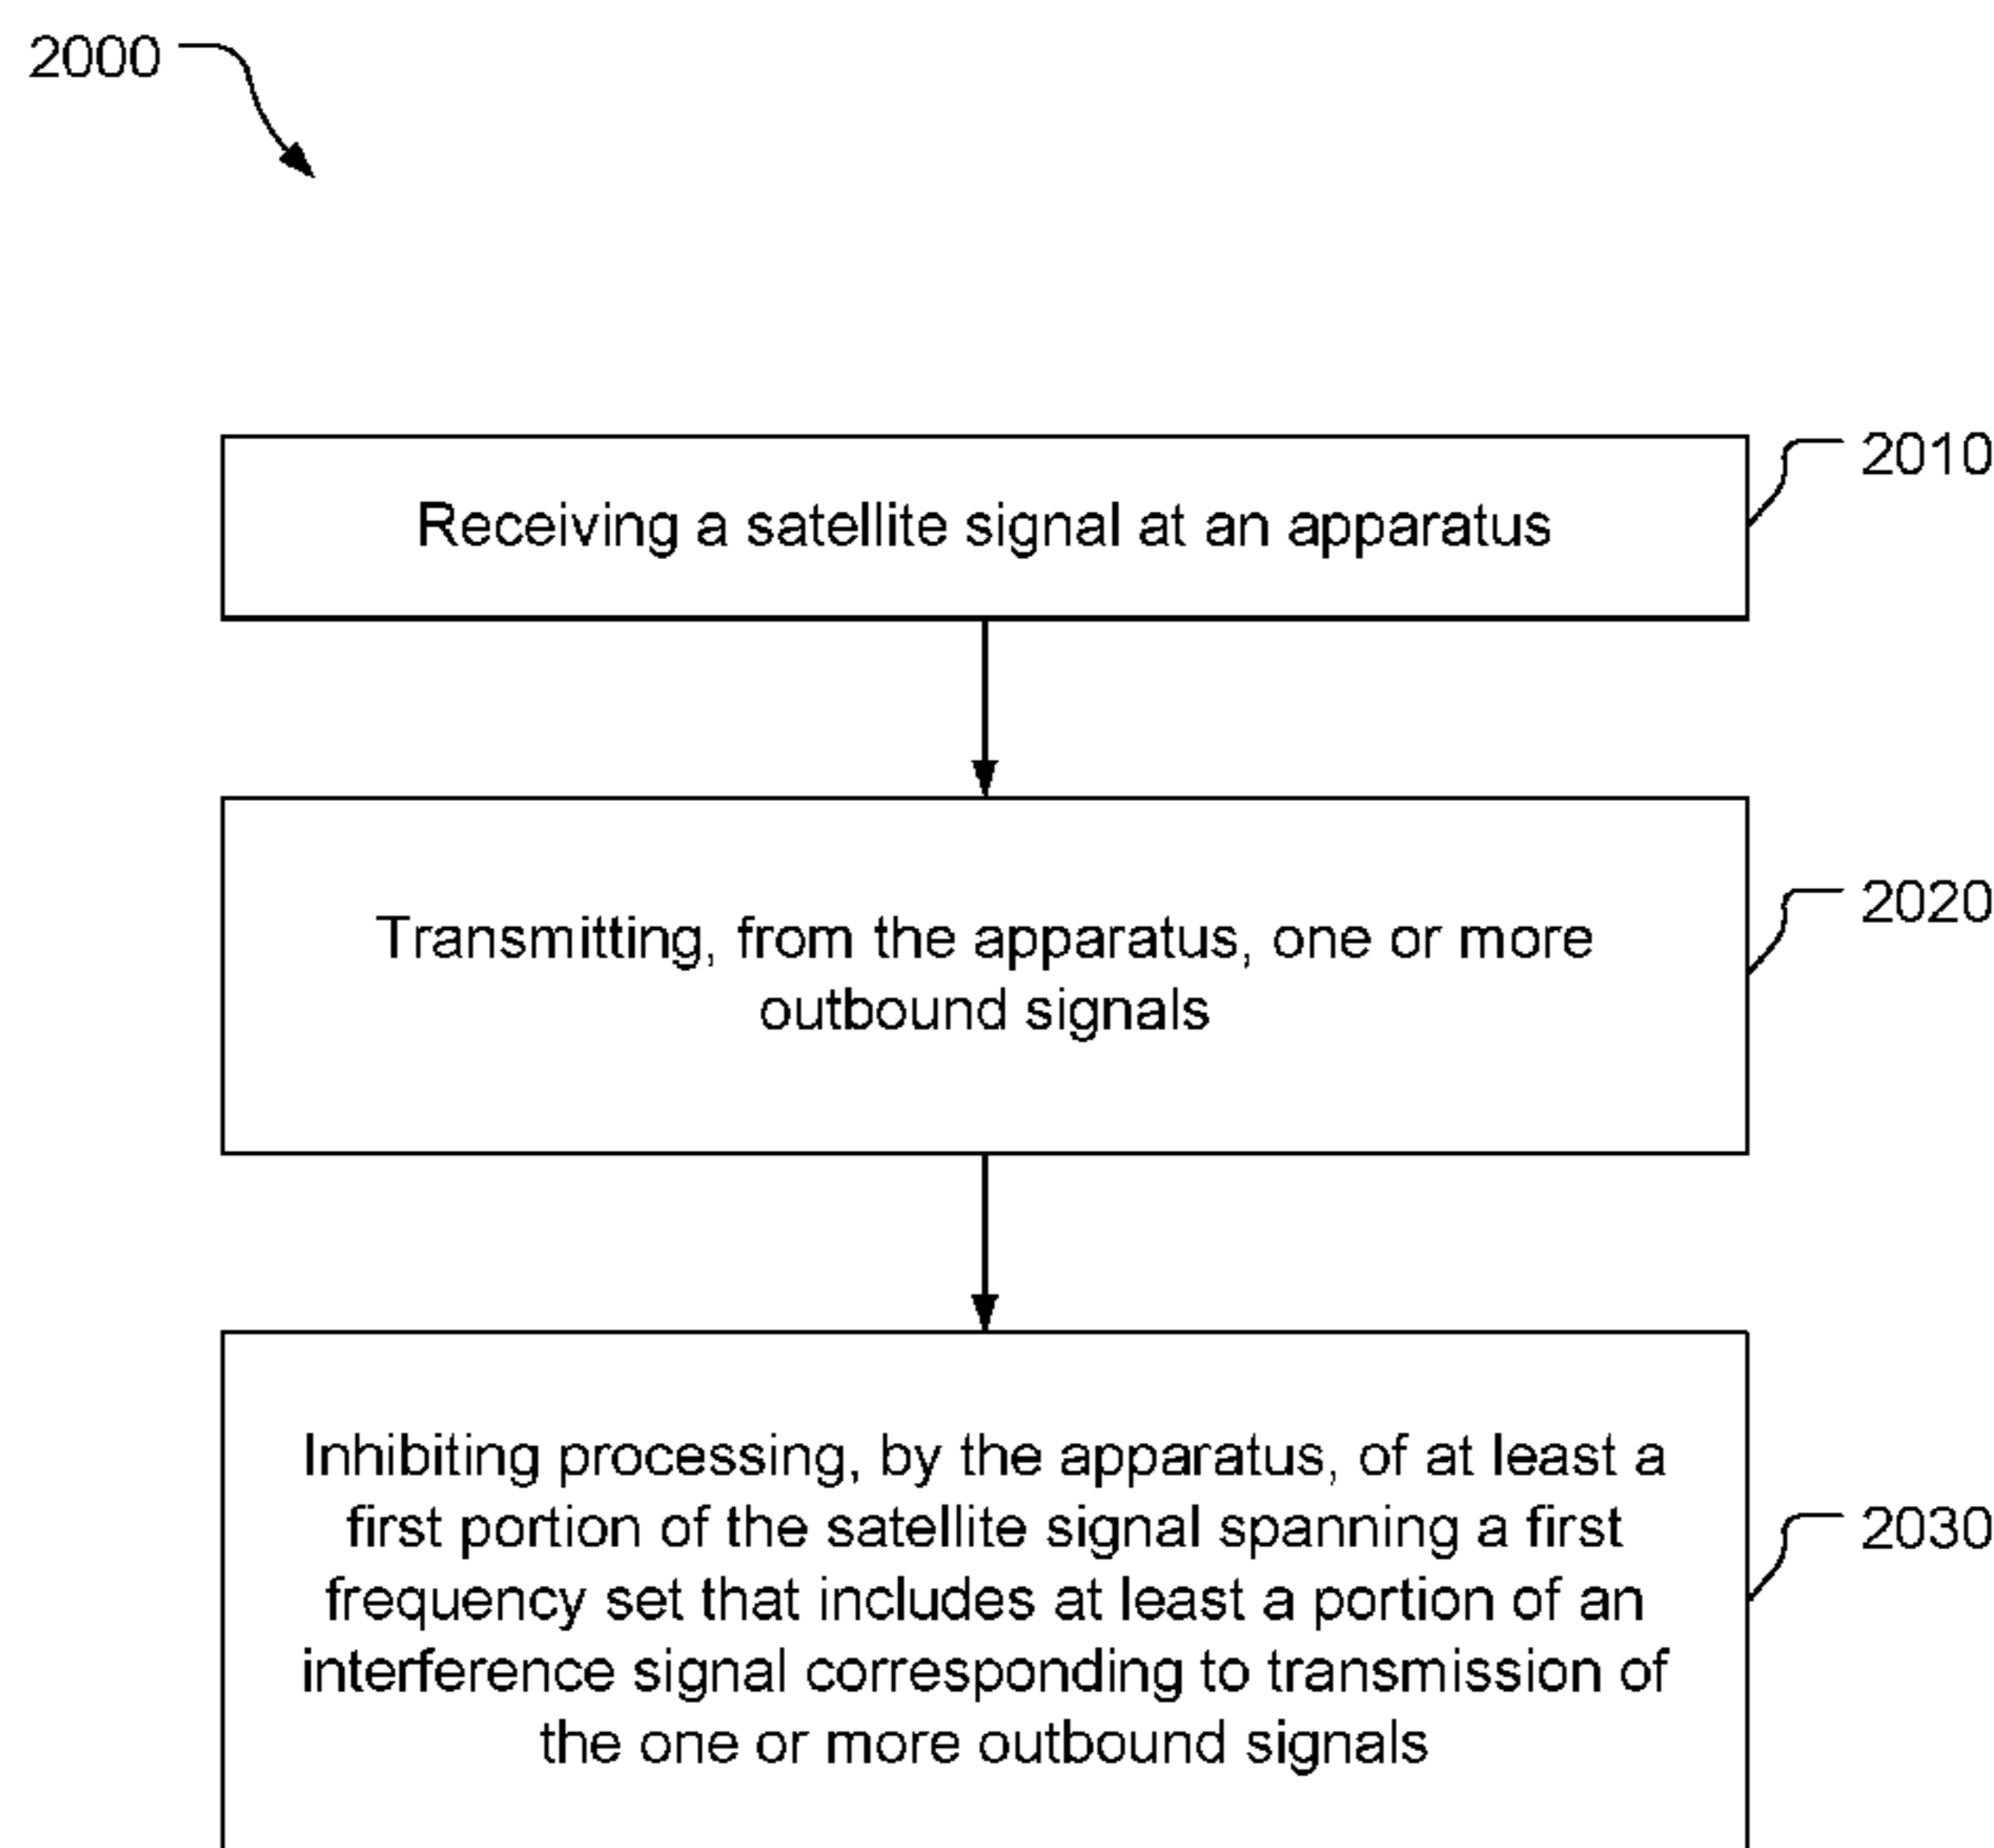 2000
Receiving a satellite signal at an apparatus
2010
Transmitting, from the apparatus, one or more
outbound signals
2020
Inhibiting processing, by the apparatus, of at least a
first portion of the satellite signal spanning a first
frequency set that includes at least a portion of an
interference signal corresponding to transmission of
the one or more outbound signals
2030